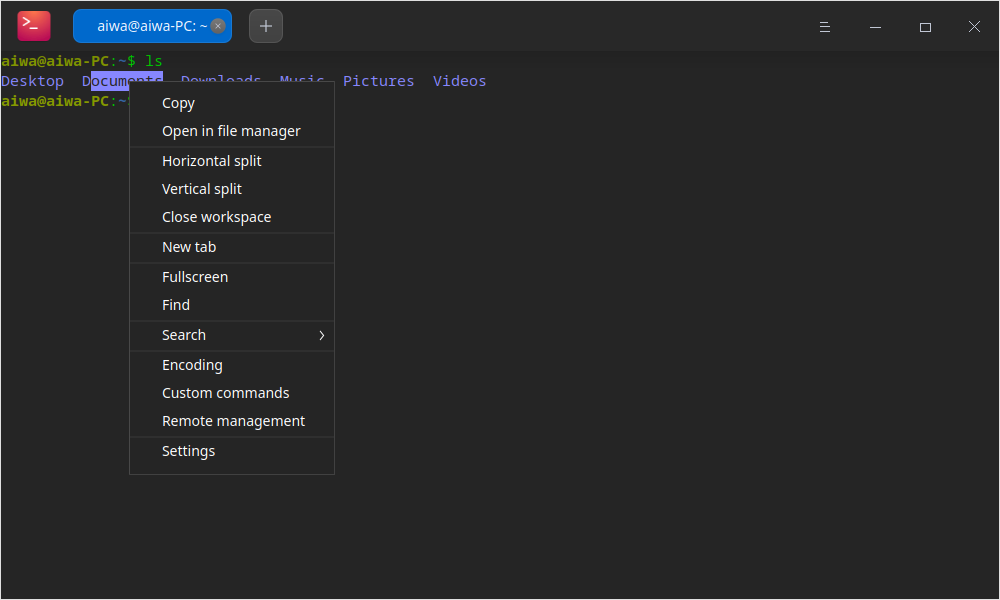 aiwa@aiwa-PC: ~
aiwa@aiwa-PC:~$ ls
Desktop Documents Downloads Music Pictures Videos
aiwa@aiwa-PC:~$
Copy
Open in file manager
Horizontal split
Vertical split
Close workspace
New tab
Fullscreen
Find
Search
Encoding
Custom commands
Remote management
Settings